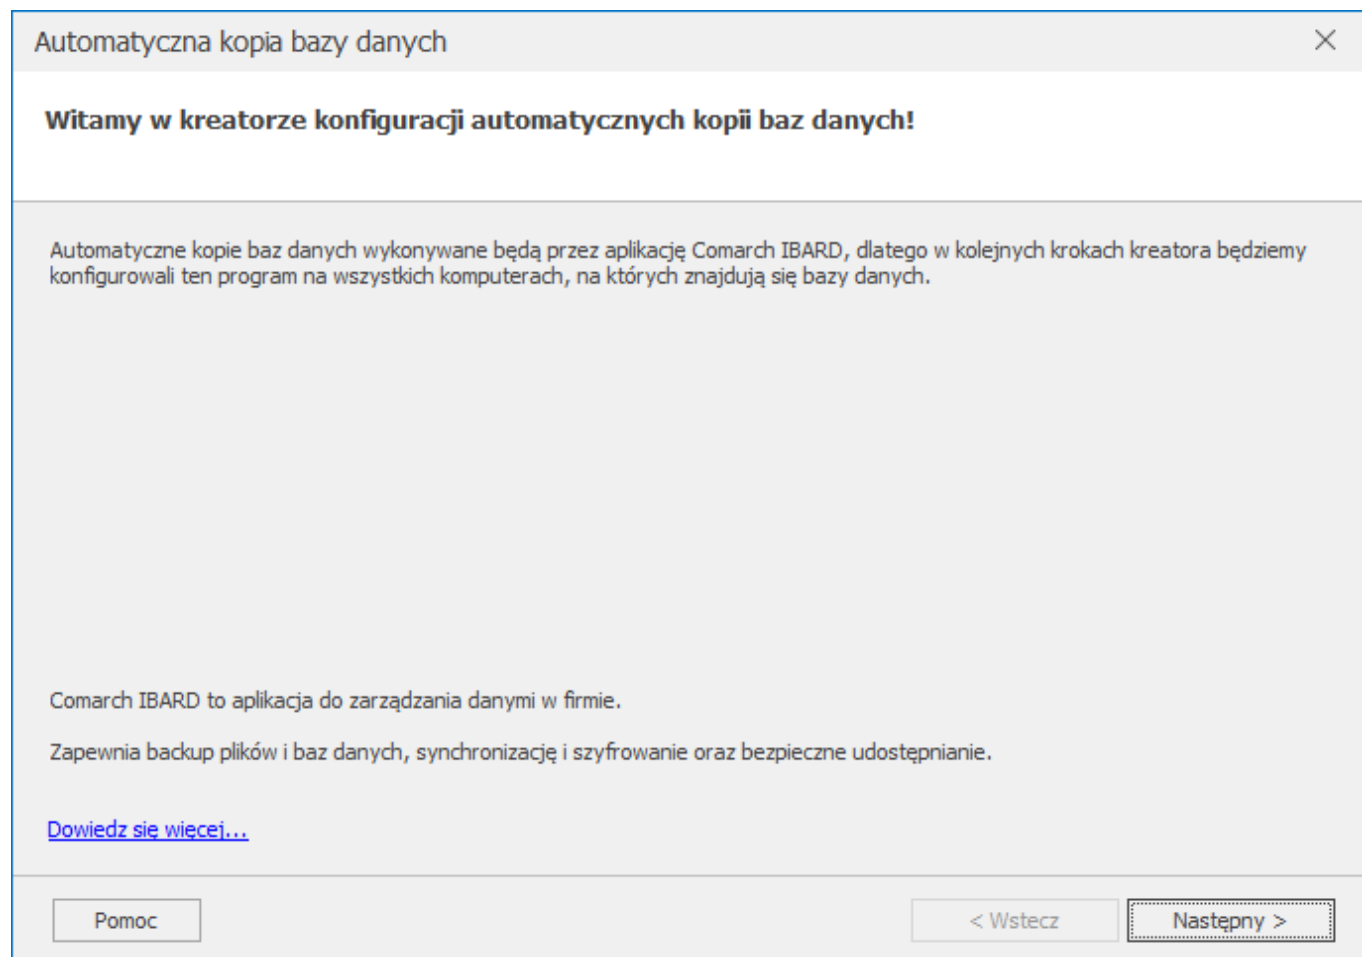 Automatyczna kopia bazy danych
Witamy w kreatorze konfiguracji automatycznych kopii baz danych!
Automatyczne kopie baz danych wykonywane będą przez aplikację Comarch IBARD, dlatego w kolejnych krokach kreatora będziemy
konfigurowali ten program na wszystkich komputerach, na których znajdują się bazy danych.
Comarch IBARD to aplikacja do zarządzania danymi w firmie.
Zapewnia backup plików i baz danych, synchronizację i szyfrowanie oraz bezpieczne udostępnianie.
Dowiedz się więcej...
Pomoc
< Wstecz
Następny >